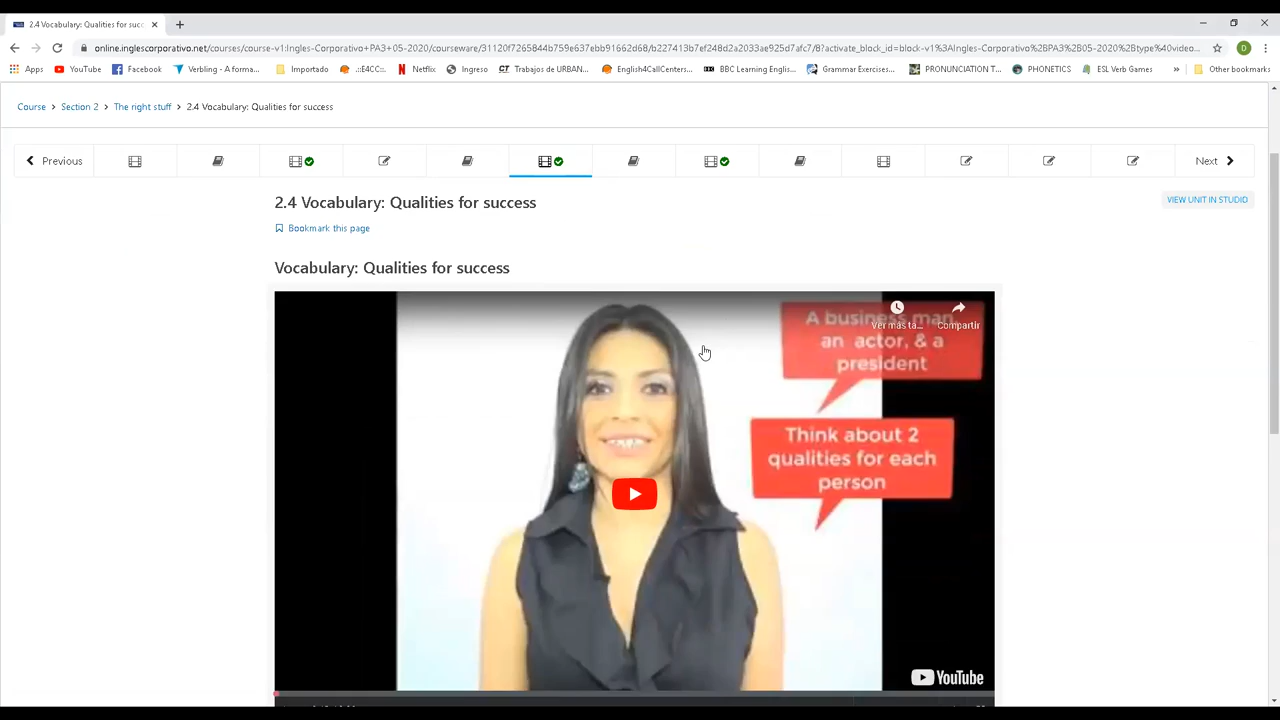 2.4 Vocabulary: Qualities for succ
online.inglescorporativo.net/courses/course-v1:Ingles-Corporativo+PA3+05-2020/courseware/31120f7265844b759e637ebb91662d68/b227413b7ef248d2a2033ae925d7afc7/8?activate_block_id=block-v1%3AIngles-Corporativo%2BPA3%2B05-2020%2Btype%40video...
Apps YouTube Facebook Verbling - A forma... Importado .::E4CC::. Netflix Ingreso Trabajos de URBAN... English4CallCenters... BBC Learning English... Grammar Exercises... PRONUNCIATION T... PHONETICS ESL Verb Games » Other bookmarks
Course > Section 2 > The right stuff > 2.4 Vocabulary: Qualities for success
Previous Next
2.4 Vocabulary: Qualities for success
VIEW UNIT IN STUDIO
Bookmark this page
Vocabulary: Qualities for success
A business man,
an actor, & a
president
Ver más ta... Compartir
Think about 2
qualities for each
person
YouTube